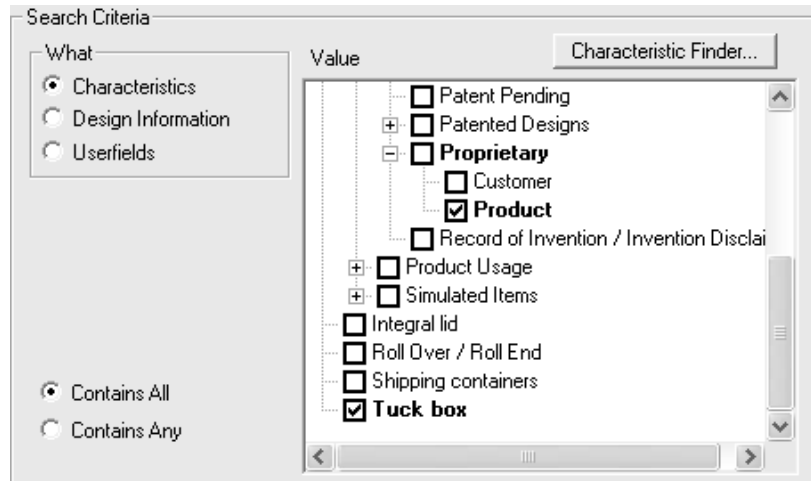 Search Criteria
What
Characteristics
Design Information
Userfields
Contains All
Contains Any
Value
Characteristic Finder...
Patent Pending
Patented Designs
Proprietary
Customer
Product
Record of Invention / Invention Disclai
Product Usage
Simulated Items
Integral lid
Roll Over / Roll End
Shipping containers
Tuck box